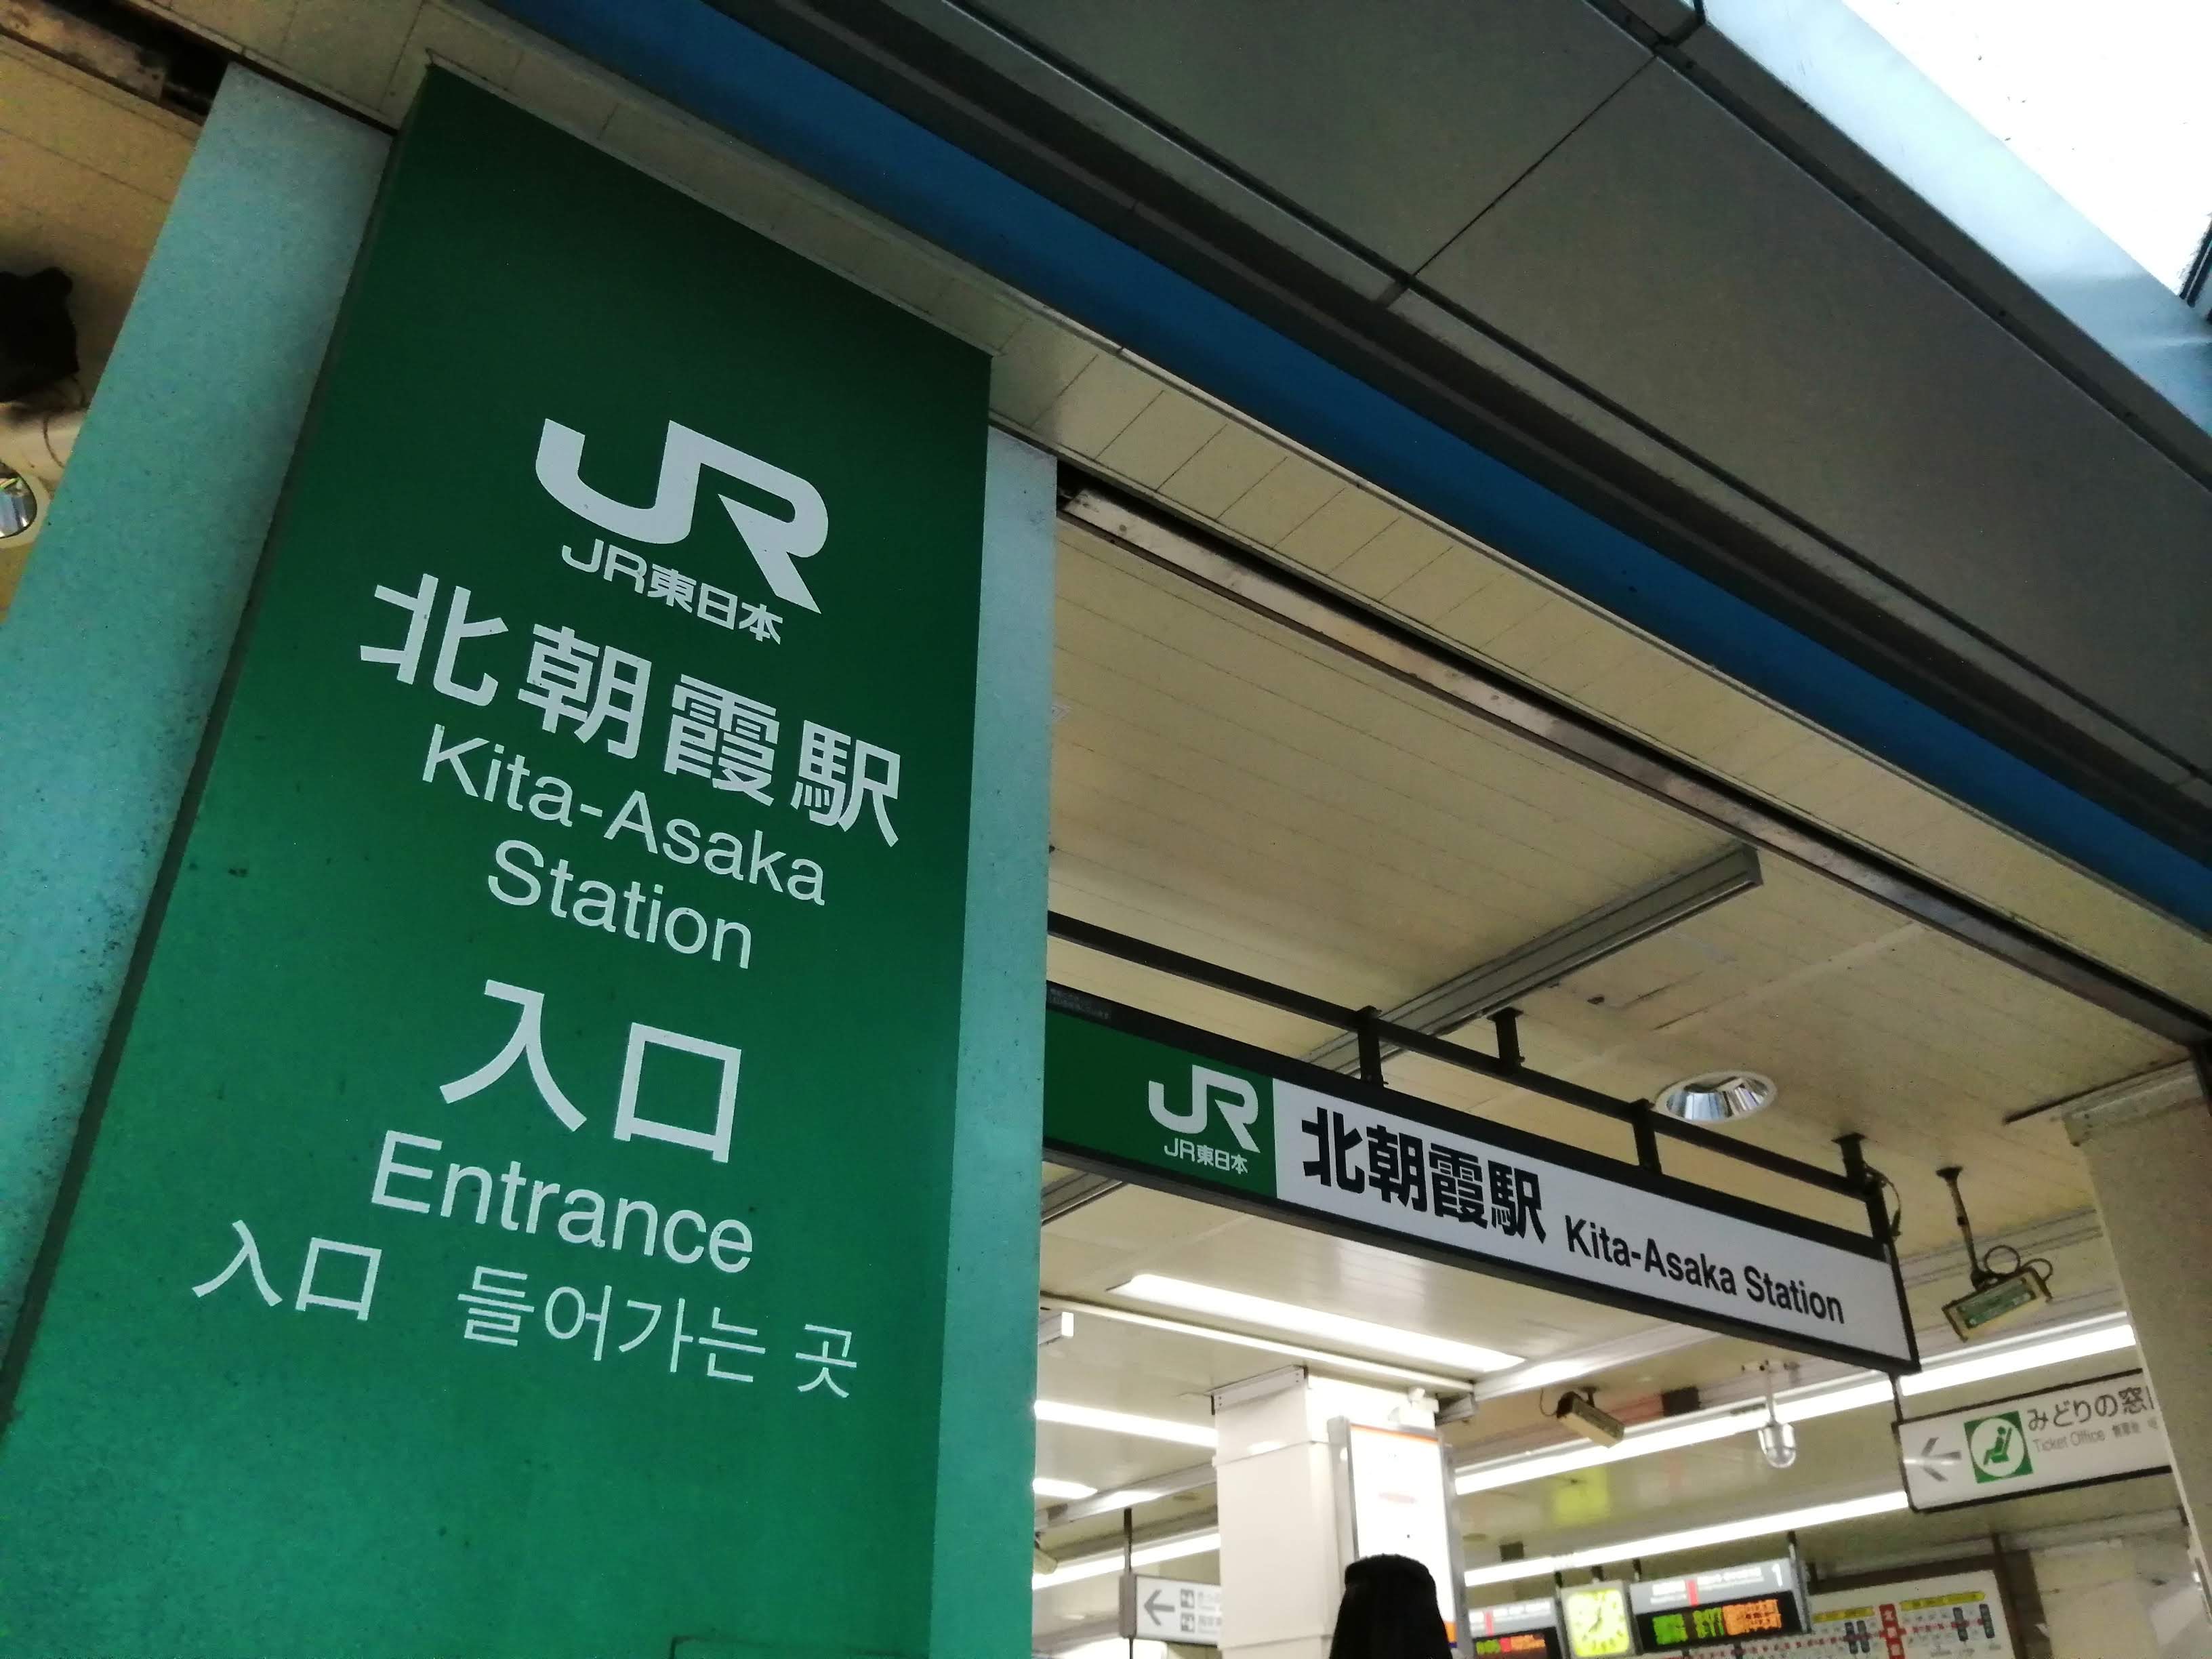 JR
JR東日本
北朝霞駅
Kita-Asaka
Station
入口
Entrance
入口 들어가는 곳
JR
JR東日本
北朝霞駅 Kita-Asaka Station
みどりの窓
Ticket Office
1